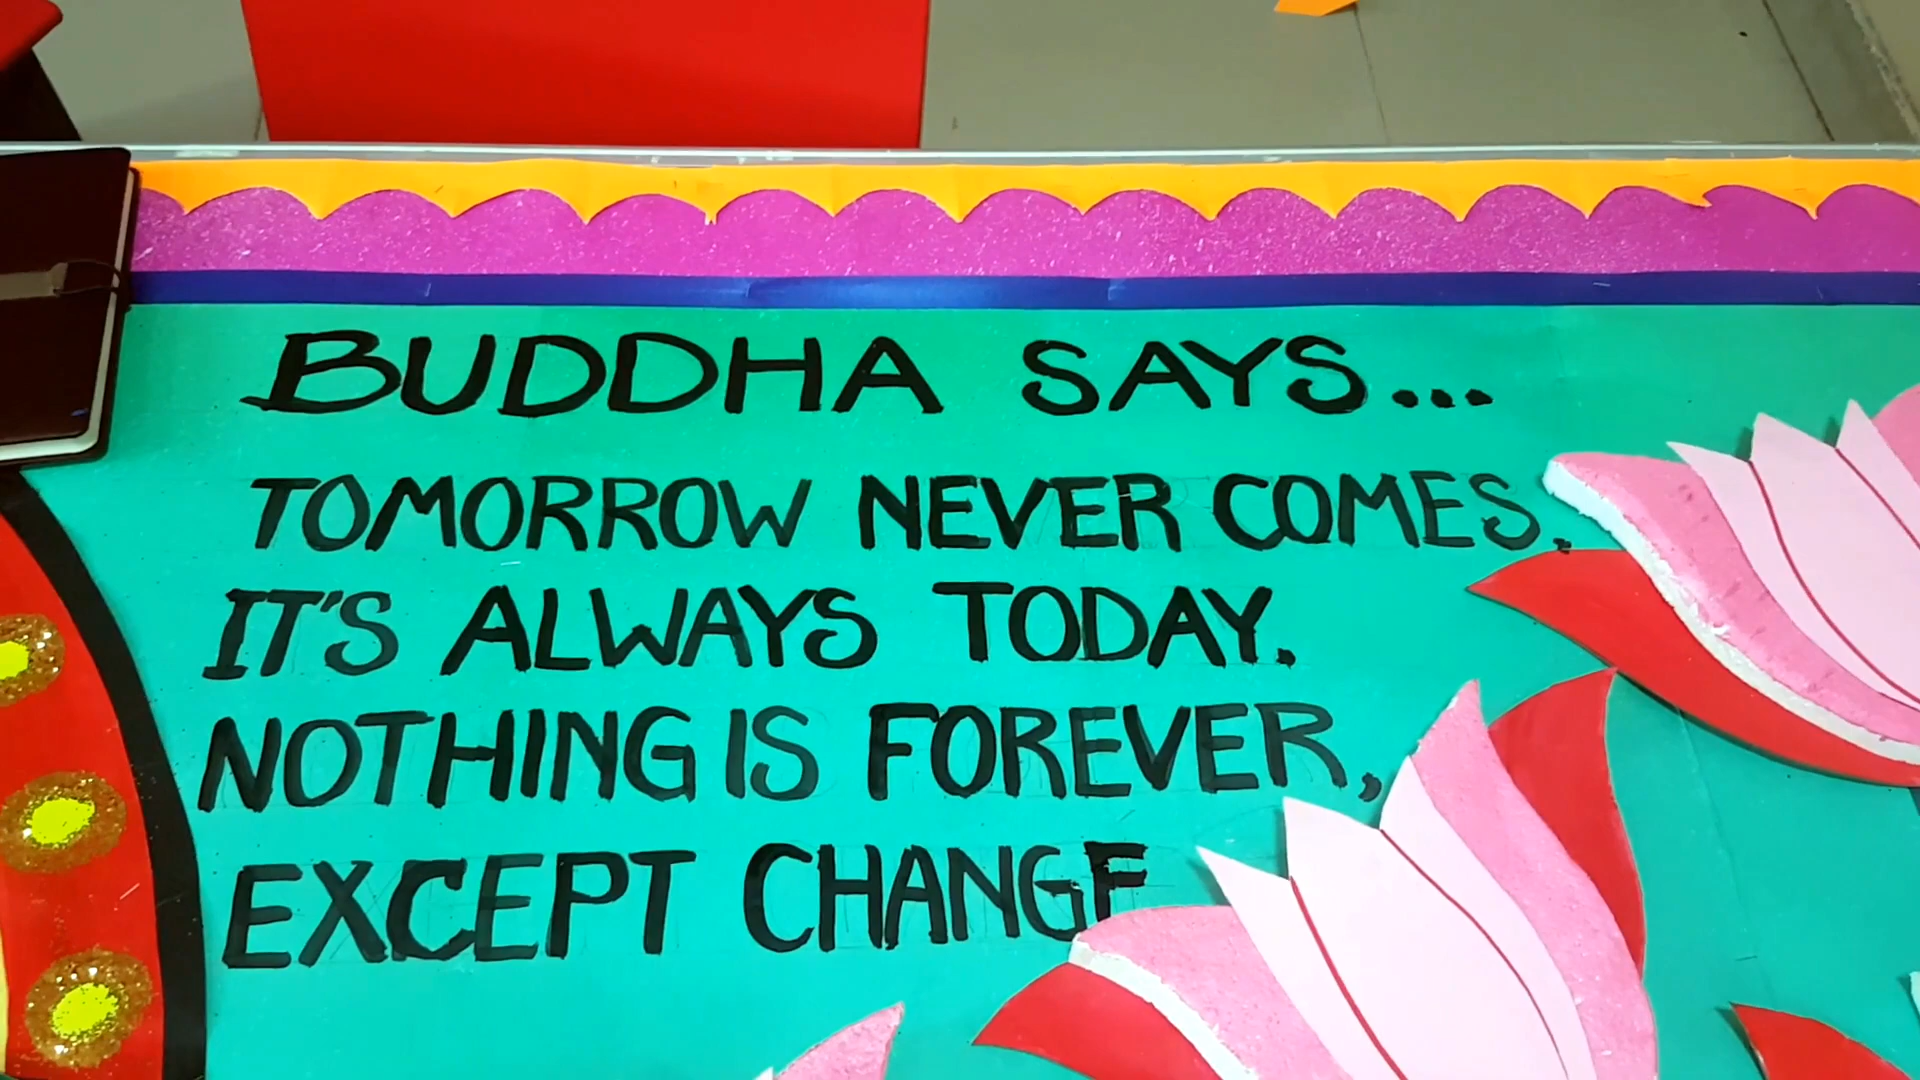 BUDDHA SAYS...
TOMORROW NEVER COMES.
IT'S ALWAYS TODAY.
NOTHING IS FOREVER,
EXCEPT CHANGE